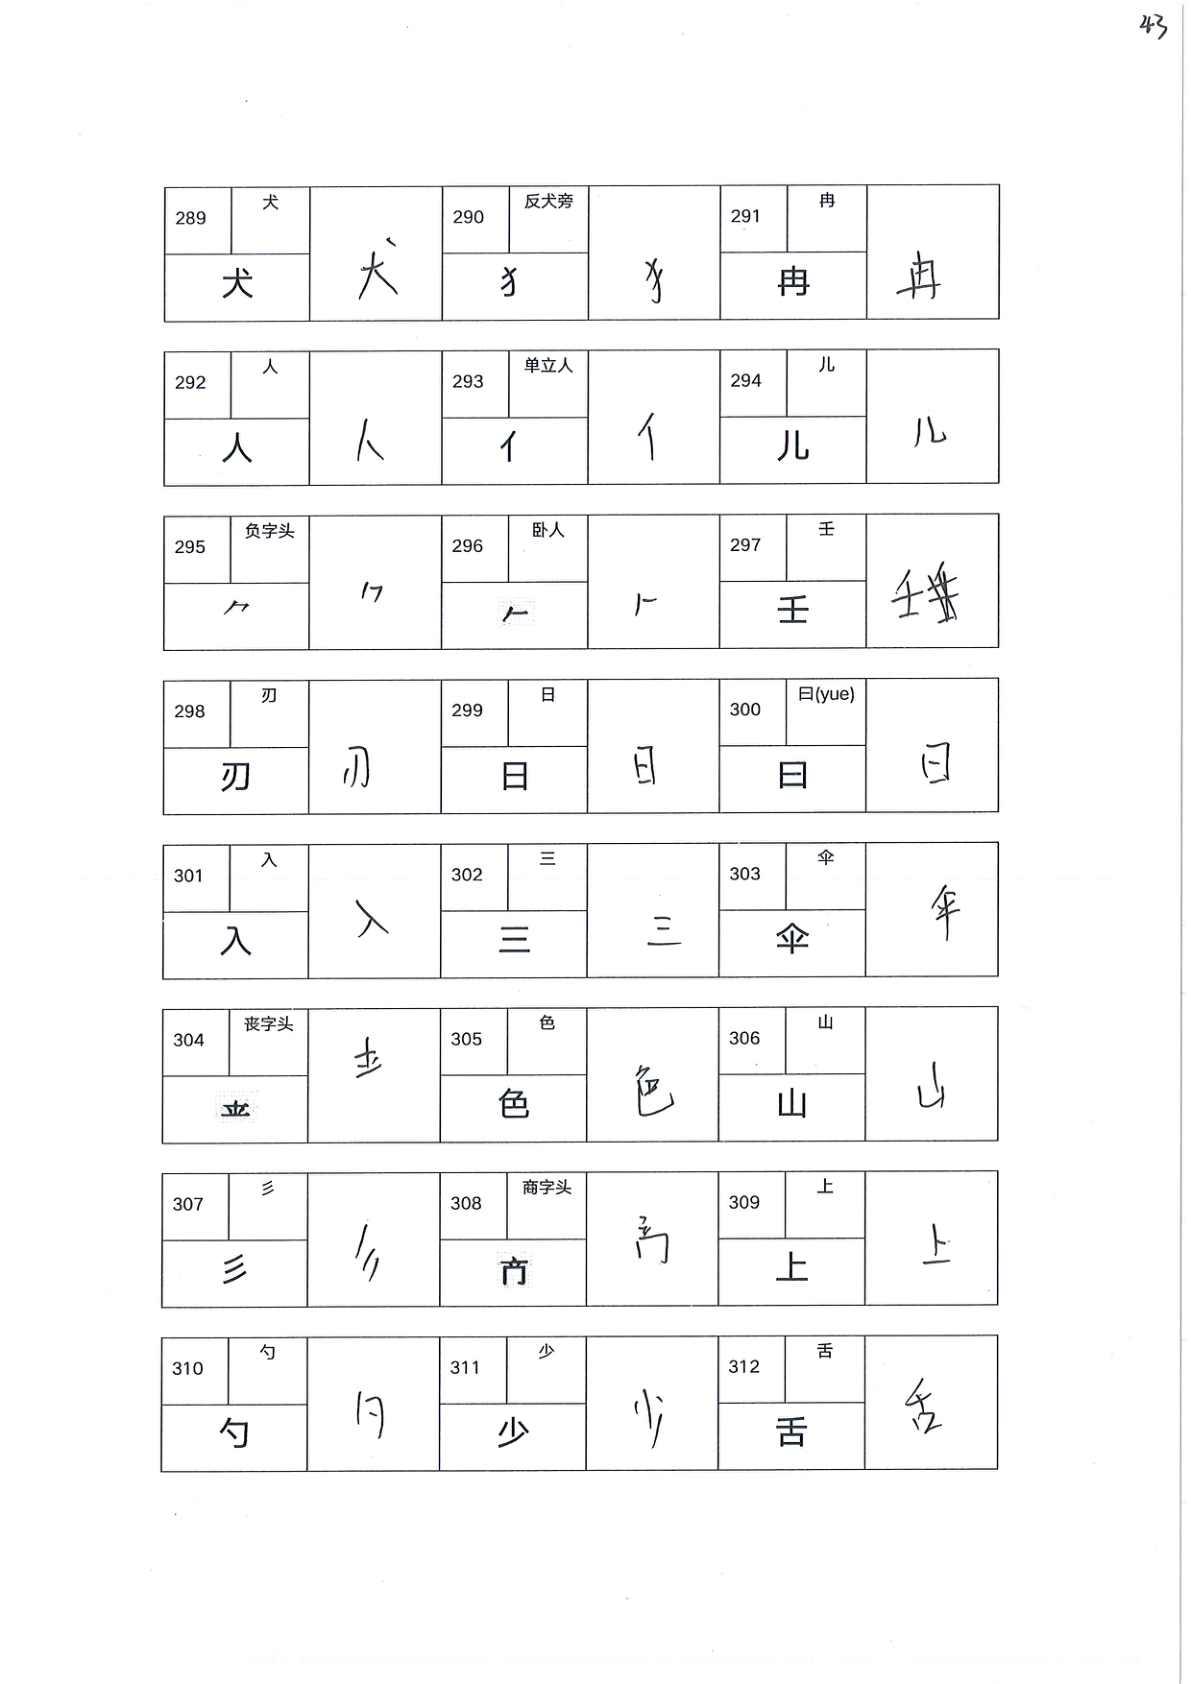 43
289 犬 犬 犬
290 反犬旁 犭 犭
291 冉 冉 冉
292 人 人 人
293 单立人 亻 亻
294 儿 儿 儿
295 负字头 ⺈ ⺈
296 卧人 𠂉 𠂉
297 壬 壬 壬
298 刃 刃 刃
299 日 日 日
300 曰(yue) 曰 曰
301 入 入 入
302 三 三 三
303 伞 伞 伞
304 丧字头
305 色 色 色
306 山 山 山
307 彡 彡 彡
308 商字头
309 上 上 上
310 勺 勺 勺
311 少 少 少
312 舌 舌 舌